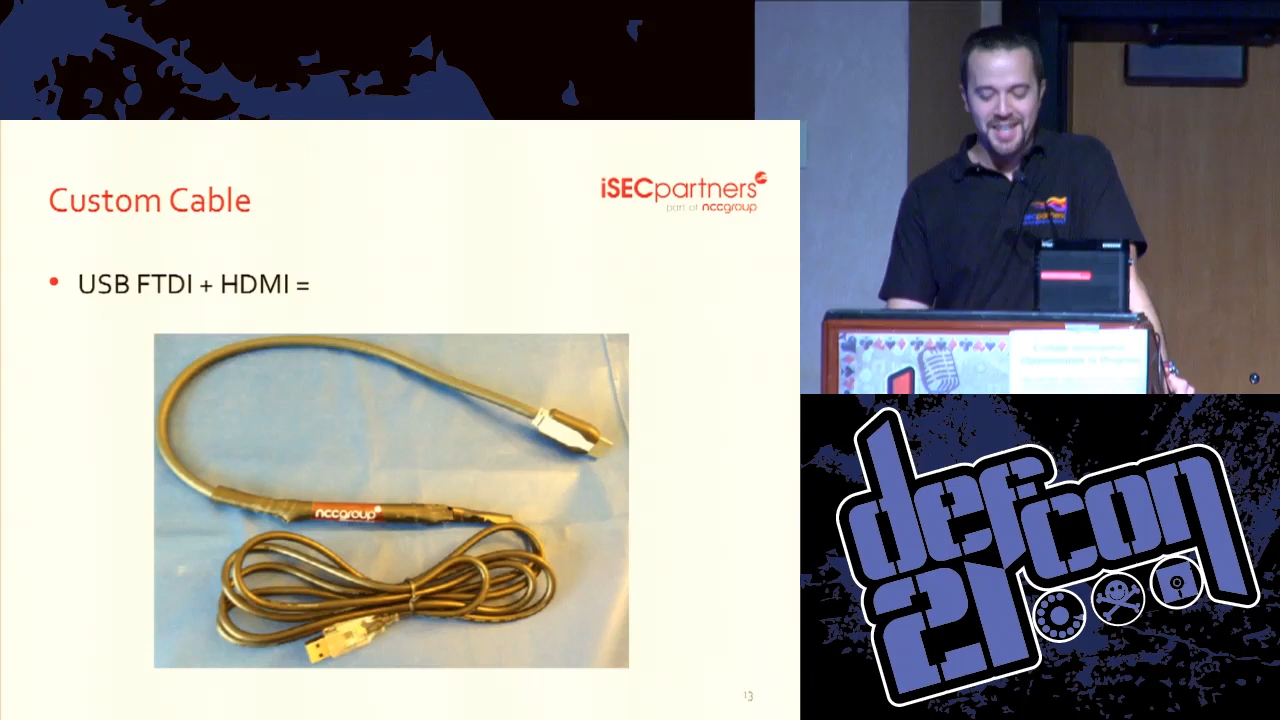 Custom Cable
iSECpartners
part of nccgroup
• USB FTDI + HDMI =
nccgroup
13
defcon
21